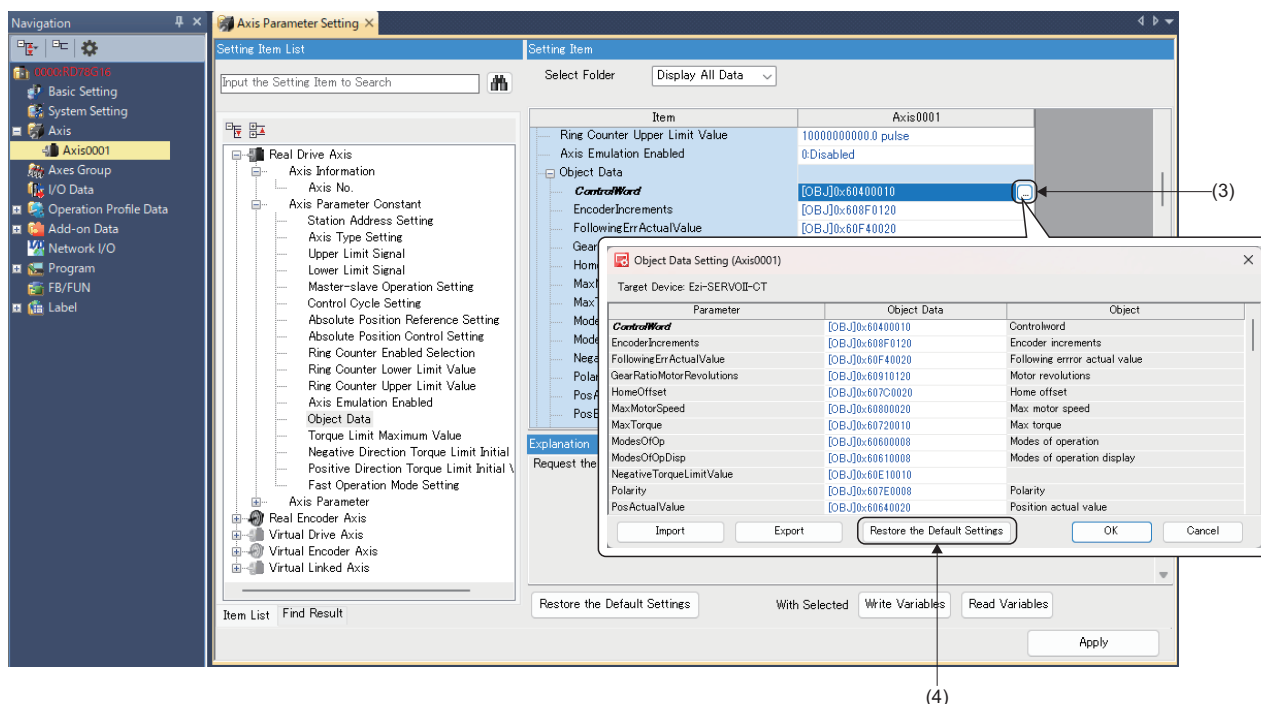 Navigation
0000:RD78G16
Basic Setting
System Setting
Axis
Axis0001
Axes Group
I/O Data
Operation Profile Data
Add-on Data
Network I/O
Program
FB/FUN
Label
Axis Parameter Setting
Setting Item List
Input the Setting Item to Search
Real Drive Axis
Axis Information
Axis No.
Axis Parameter Constant
Station Address Setting
Axis Type Setting
Upper Limit Signal
Lower Limit Signal
Master-slave Operation Setting
Control Cycle Setting
Absolute Position Reference Setting
Absolute Position Control Setting
Ring Counter Enabled Selection
Ring Counter Lower Limit Value
Ring Counter Upper Limit Value
Axis Emulation Enabled
Object Data
Torque Limit Maximum Value
Negative Direction Torque Limit Initial
Positive Direction Torque Limit Initial
Fast Operation Mode Setting
Axis Parameter
Real Encoder Axis
Virtual Drive Axis
Virtual Encoder Axis
Virtual Linked Axis
Item List Find Result
Setting Item
Select Folder Display All Data
Item Axis0001
Ring Counter Upper Limit Value 10000000000.0 pulse
Axis Emulation Enabled 0:Disabled
Object Data
ControlWord [OBJ]0x60400010 ...
(3)
EncoderIncrements [OBJ]0x608F0120
FollowingErrActualValue [OBJ]0x60F40020
Gear
Hom
Max
Max
Mode
Mode
Nega
Polar
PosA
PosE
Explanation
Request the
Object Data Setting (Axis0001)
Target Device: Ezi-SERVOII-CT
Parameter Object Data Object
ControlWord [OBJ]0x60400010 Controlword
EncoderIncrements [OBJ]0x608F0120 Encoder increments
FollowingErrActualValue [OBJ]0x60F40020 Following errror actual value
GearRatioMotorRevolutions [OBJ]0x60910120 Motor revolutions
HomeOffset [OBJ]0x607C0020 Home offset
MaxMotorSpeed [OBJ]0x60800020 Max motor speed
MaxTorque [OBJ]0x60720010 Max torque
ModesOfOp [OBJ]0x60600008 Modes of operation
ModesOfOpDisp [OBJ]0x60610008 Modes of operation display
NegativeTorqueLimitValue [OBJ]0x60E10010
Polarity [OBJ]0x607E0008 Polarity
PosActualValue [OBJ]0x60640020 Position actual value
Import Export Restore the Default Settings OK Cancel
Restore the Default Settings With Selected Write Variables Read Variables
Apply
(4)